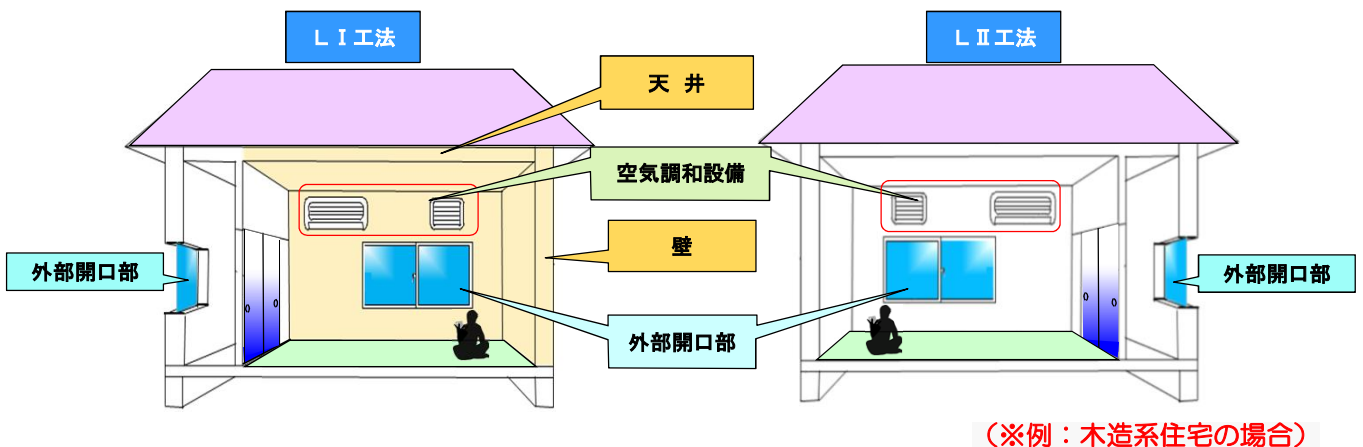 LⅠ工法
LⅡ工法
天 井
空気調和設備
壁
外部開口部
外部開口部
外部開口部
(※例：木造系住宅の場合)